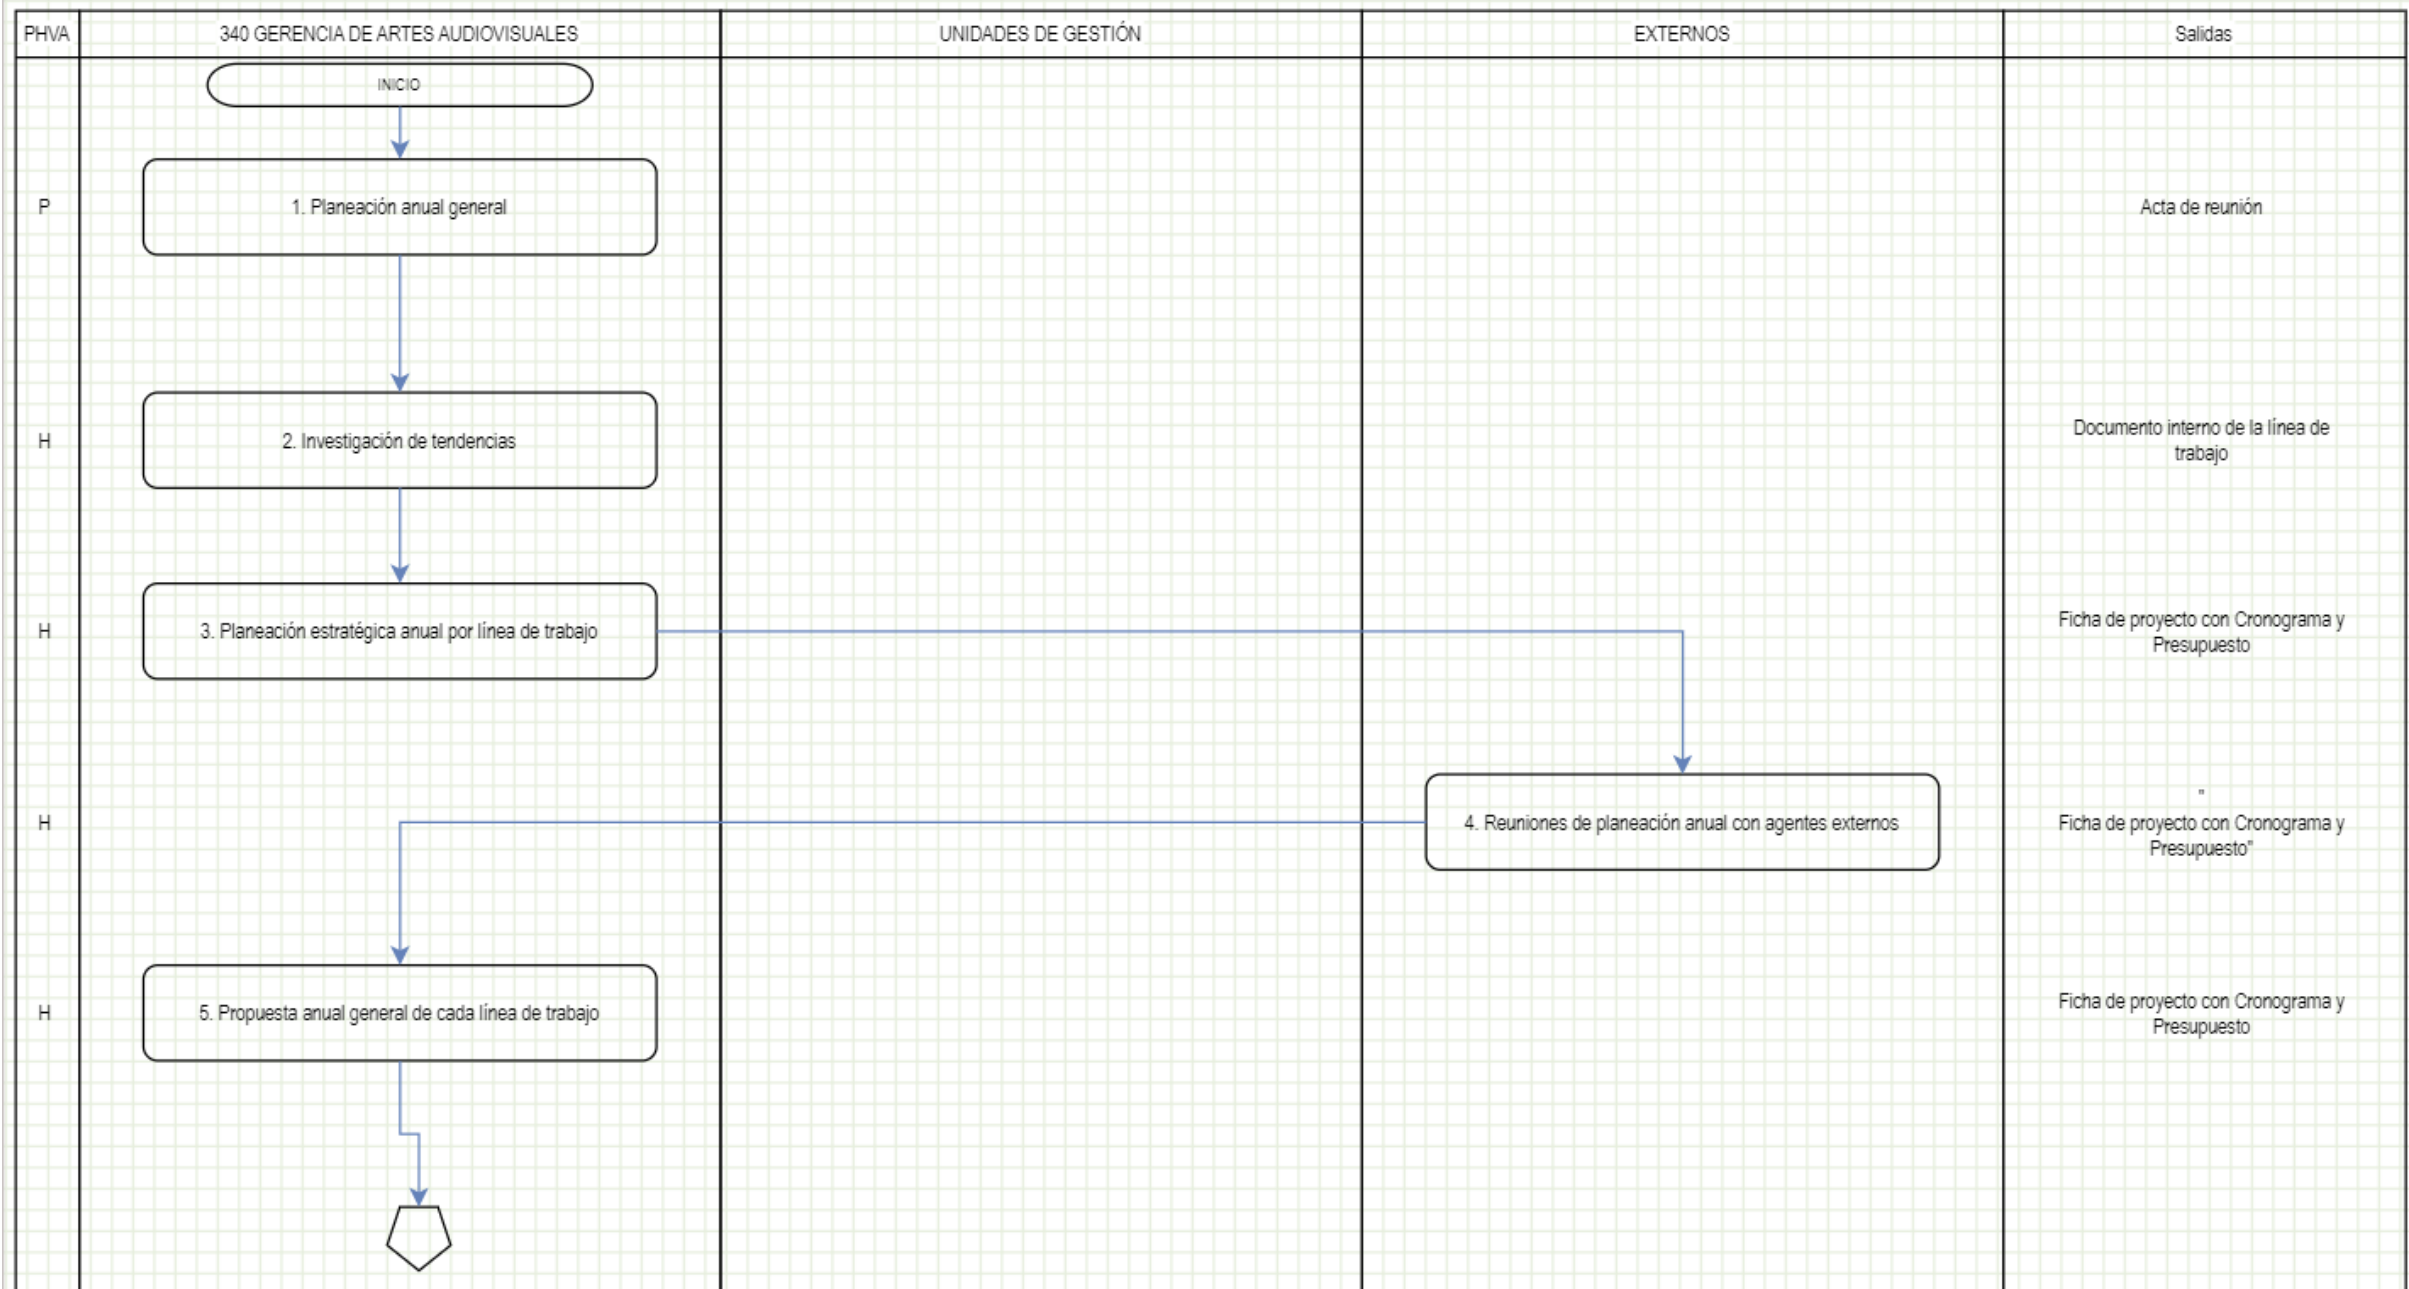 PHVA
340 GERENCIA DE ARTES AUDIOVISUALES
UNIDADES DE GESTIÓN
EXTERNOS
Salidas
INICIO
P
1. Planeación anual general
Acta de reunión
H
2. Investigación de tendencias
Documento interno de la línea de
trabajo
H
3. Planeación estratégica anual por línea de trabajo
Ficha de proyecto con Cronograma y
Presupuesto
H
4. Reuniones de planeación anual con agentes externos
"
Ficha de proyecto con Cronograma y
Presupuesto"
H
5. Propuesta anual general de cada línea de trabajo
Ficha de proyecto con Cronograma y
Presupuesto